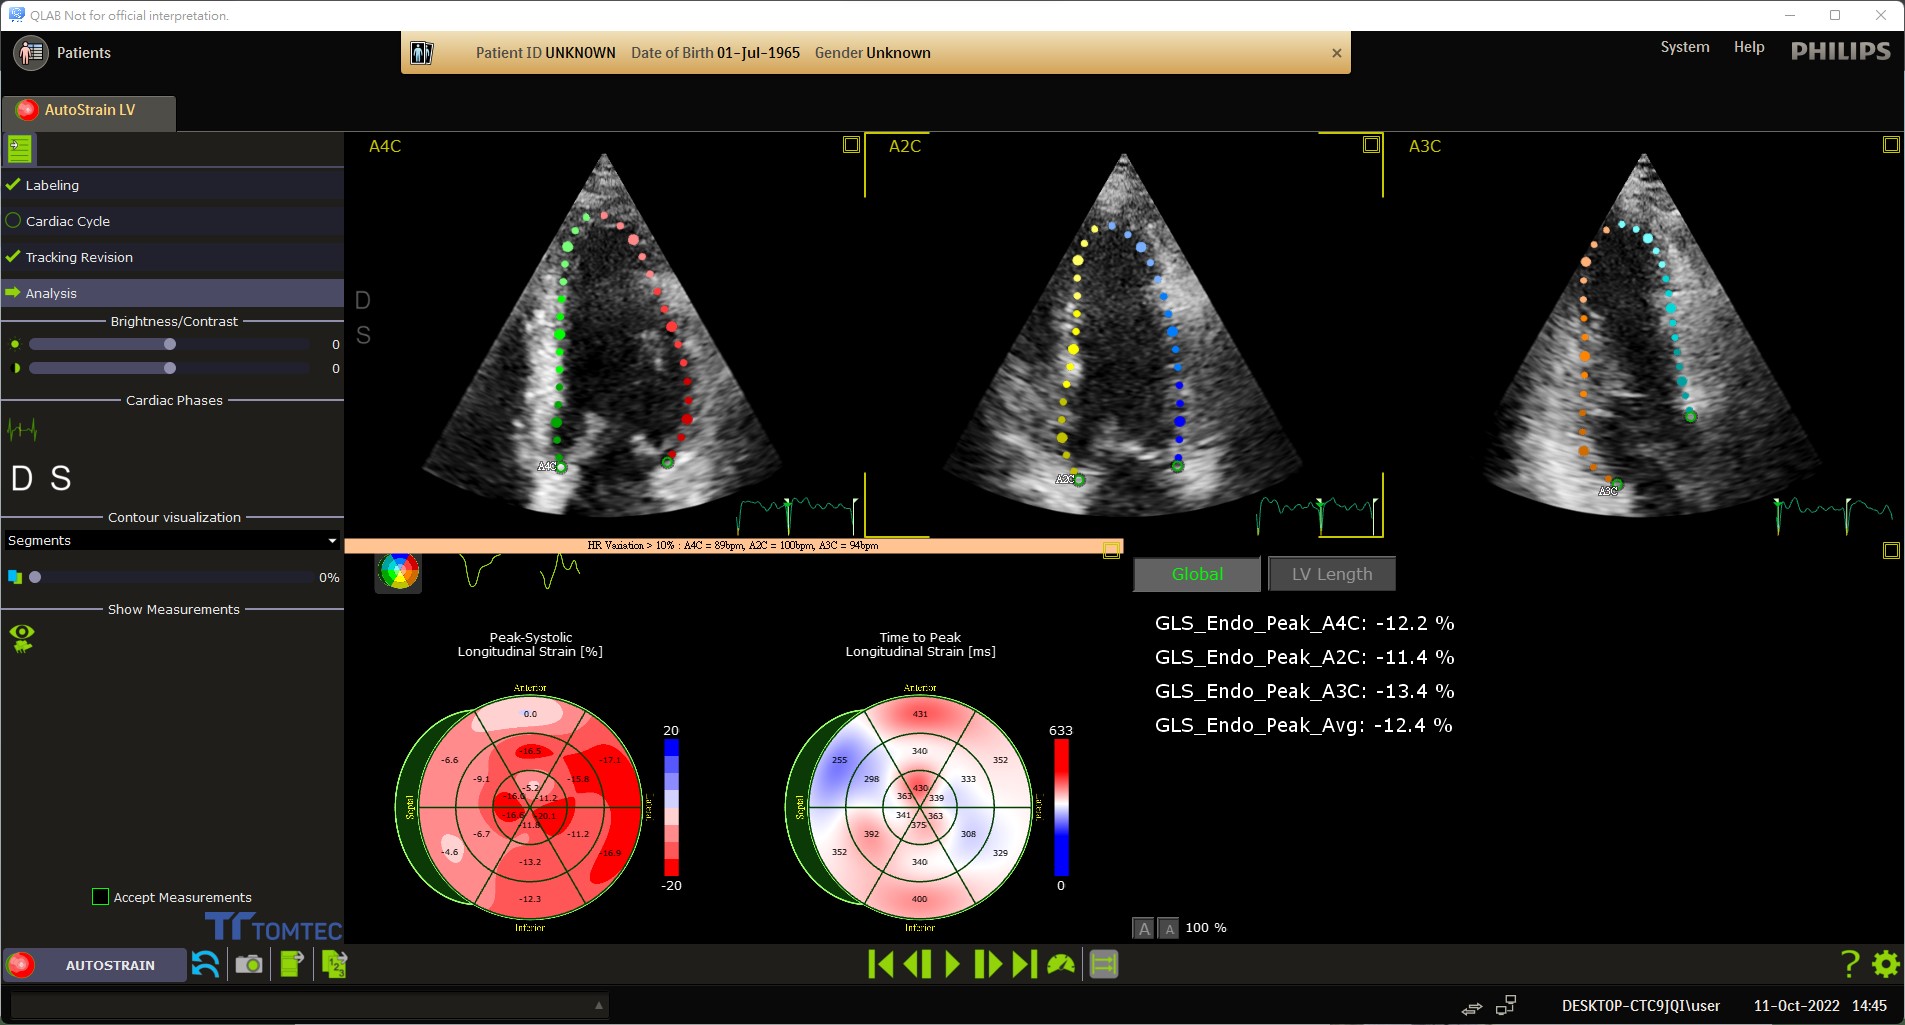 QLAB Not for official interpretation.
Patients
Patient ID UNKNOWN Date of Birth 01-Jul-1965 Gender Unknown
System Help PHILIPS
AutoStrain LV
Labeling
Cardiac Cycle
Tracking Revision
Analysis
Brightness/Contrast
0
0
Cardiac Phases
D S
Contour visualization
Segments
0%
Show Measurements
Accept Measurements
TOMTEC
A4C
D
S
A4C
A2C
A2C
A3C
A3C
HR Variation > 10% : A4C = 89bpm, A2C = 100bpm, A3C = 94bpm
Peak-Systolic
Longitudinal Strain [%]
Anterior
0.0
-6.6 -16.5 -17.1
-9.1 -15.8
-5.2
-16.0 -11.2
-16.6 -20.1
-11.8
-6.7 -11.2
-4.6 -13.2 -16.9
-12.3
Septal
Inferior
20
-20
Time to Peak
Longitudinal Strain [ms]
Anterior
431
255 340 352
298 333
430
363 339
341 363
375
392 308
352 340 329
400
Septal
Inferior
633
0
Global LV Length
GLS_Endo_Peak_A4C: -12.2 %
GLS_Endo_Peak_A2C: -11.4 %
GLS_Endo_Peak_A3C: -13.4 %
GLS_Endo_Peak_Avg: -12.4 %
A A 100 %
AUTOSTRAIN
DESKTOP-CTC9JQI\user 11-Oct-2022 14:45